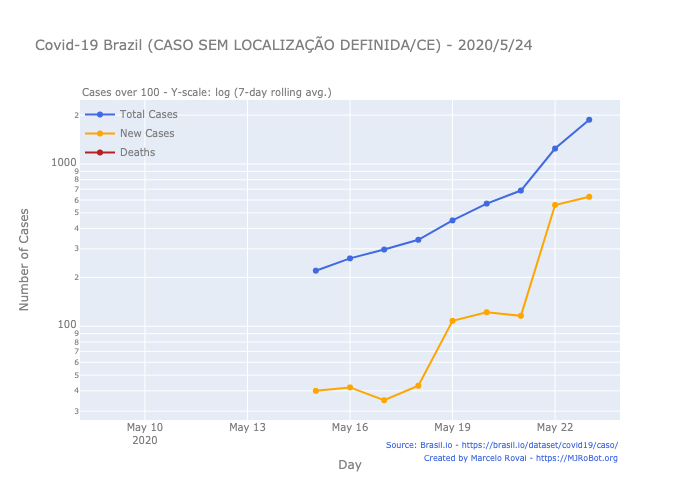 Covid-19 Brazil (CASO SEM LOCALIZAÇÃO DEFINIDA/CE) - 2020/5/24
Cases over 100 - Y-scale: log (7-day rolling avg.)
Total Cases
New Cases
Deaths
2
1000
9
8
7
6
5
4
3
2
100
9
8
7
6
5
4
3
Number of Cases
May 10
2020
May 13
May 16
May 19
May 22
Day
Source: Brasil.io - https://brasil.io/dataset/covid19/caso/
Created by Marcelo Rovai - https://MJRoBot.org